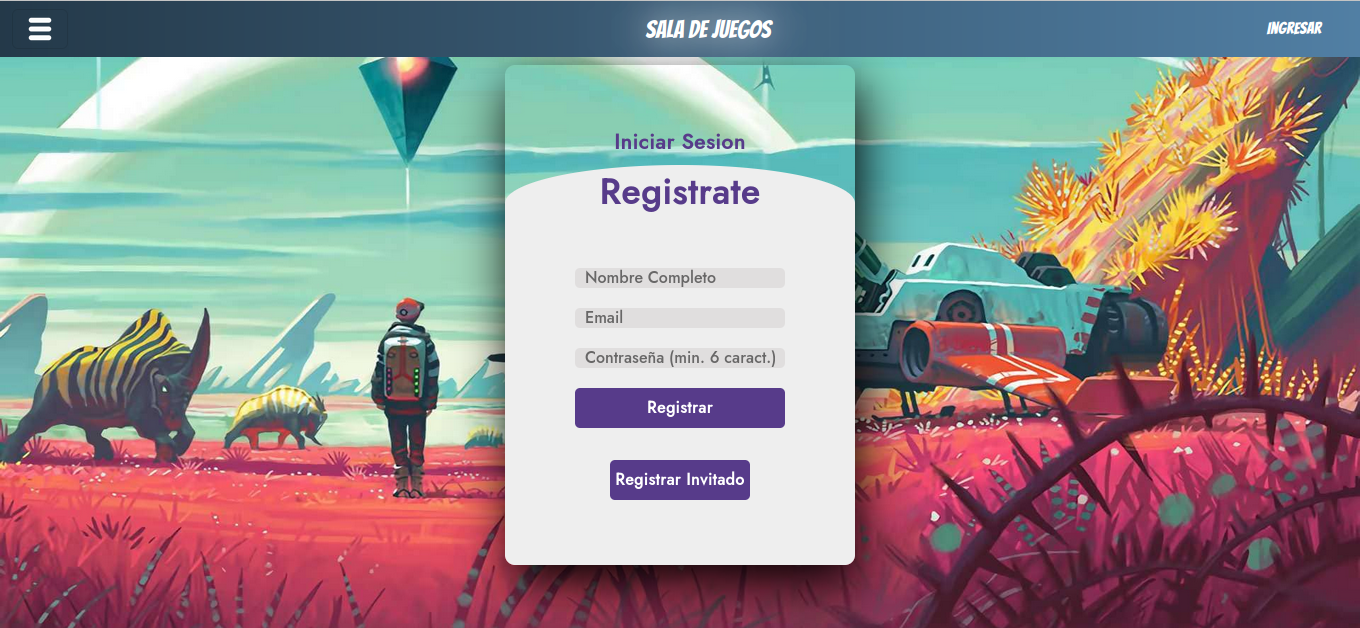 SALA DE JUEGOS
INGRESAR
Iniciar Sesion
Registrate
Nombre Completo
Email
Contraseña (min. 6 caract.)
Registrar
Registrar Invitado